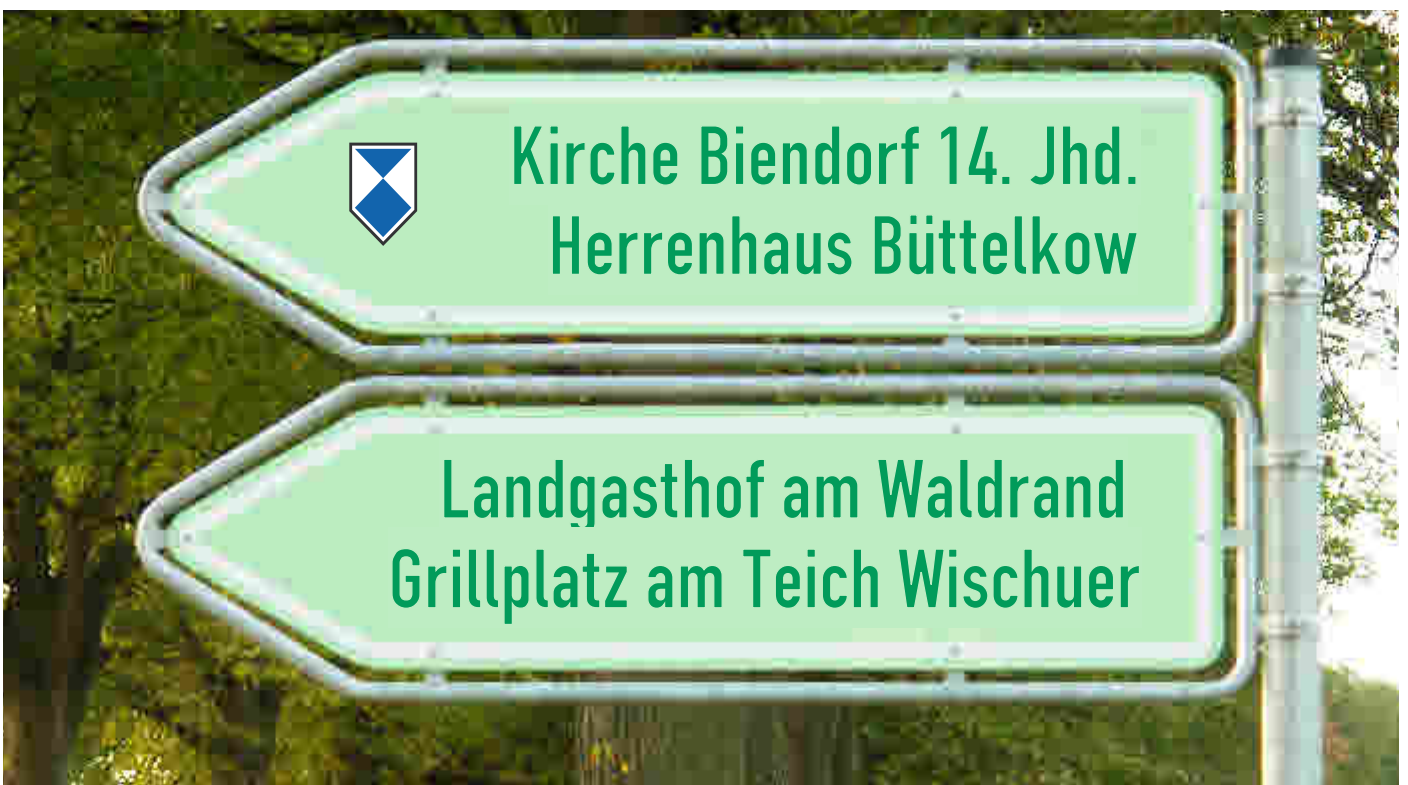 Kirche Biendorf 14. Jhd.
Herrenhaus Büttelkow
Landgasthof am Waldrand
Grillplatz am Teich Wischuer